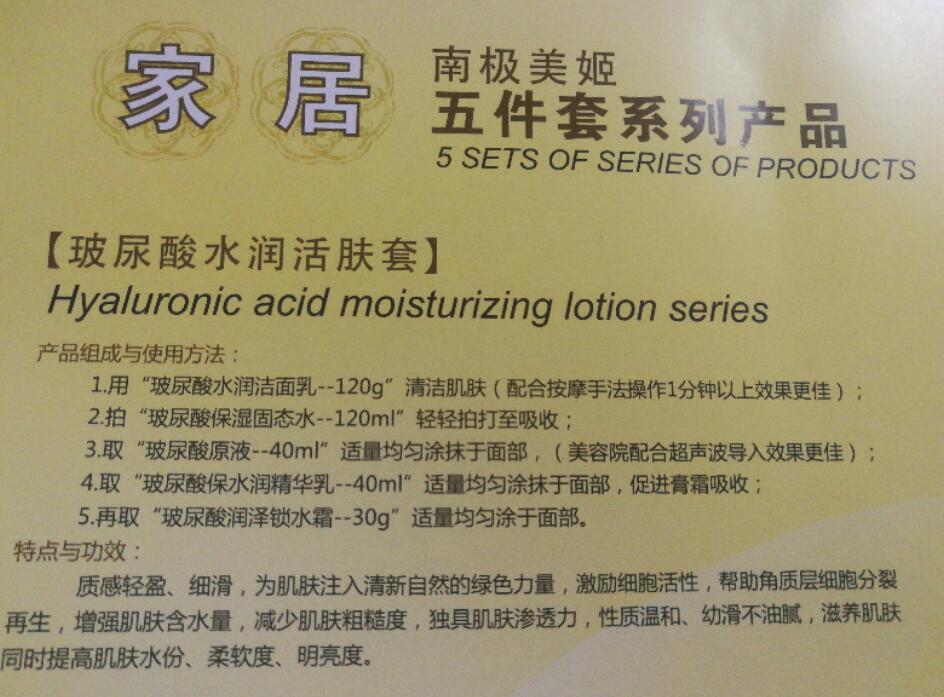 家居
南极美姬
五件套系列产品
5 SETS OF SERIES OF PRODUCTS
【玻尿酸水润活肤套】
Hyaluronic acid moisturizing lotion series
产品组成与使用方法：
1.用“玻尿酸水润洁面乳--120g”清洁肌肤（配合按摩手法操作1分钟以上效果更佳）；
2.拍“玻尿酸保湿固态水--120ml”轻轻拍打至吸收；
3.取“玻尿酸原液--40ml”适量均匀涂抹于面部，（美容院配合超声波导入效果更佳）；
4.取“玻尿酸保水润精华乳--40ml”适量均匀涂抹于面部，促进膏霜吸收；
5.再取“玻尿酸润泽锁水霜--30g”适量均匀涂于面部。
特点与功效：
质感轻盈、细滑，为肌肤注入清新自然的绿色力量，激励细胞活性，帮助角质层细胞分裂
再生，增强肌肤含水量，减少肌肤粗糙度，独具肌肤渗透力，性质温和、幼滑不油腻，滋养肌肤
同时提高肌肤水份、柔软度、明亮度。